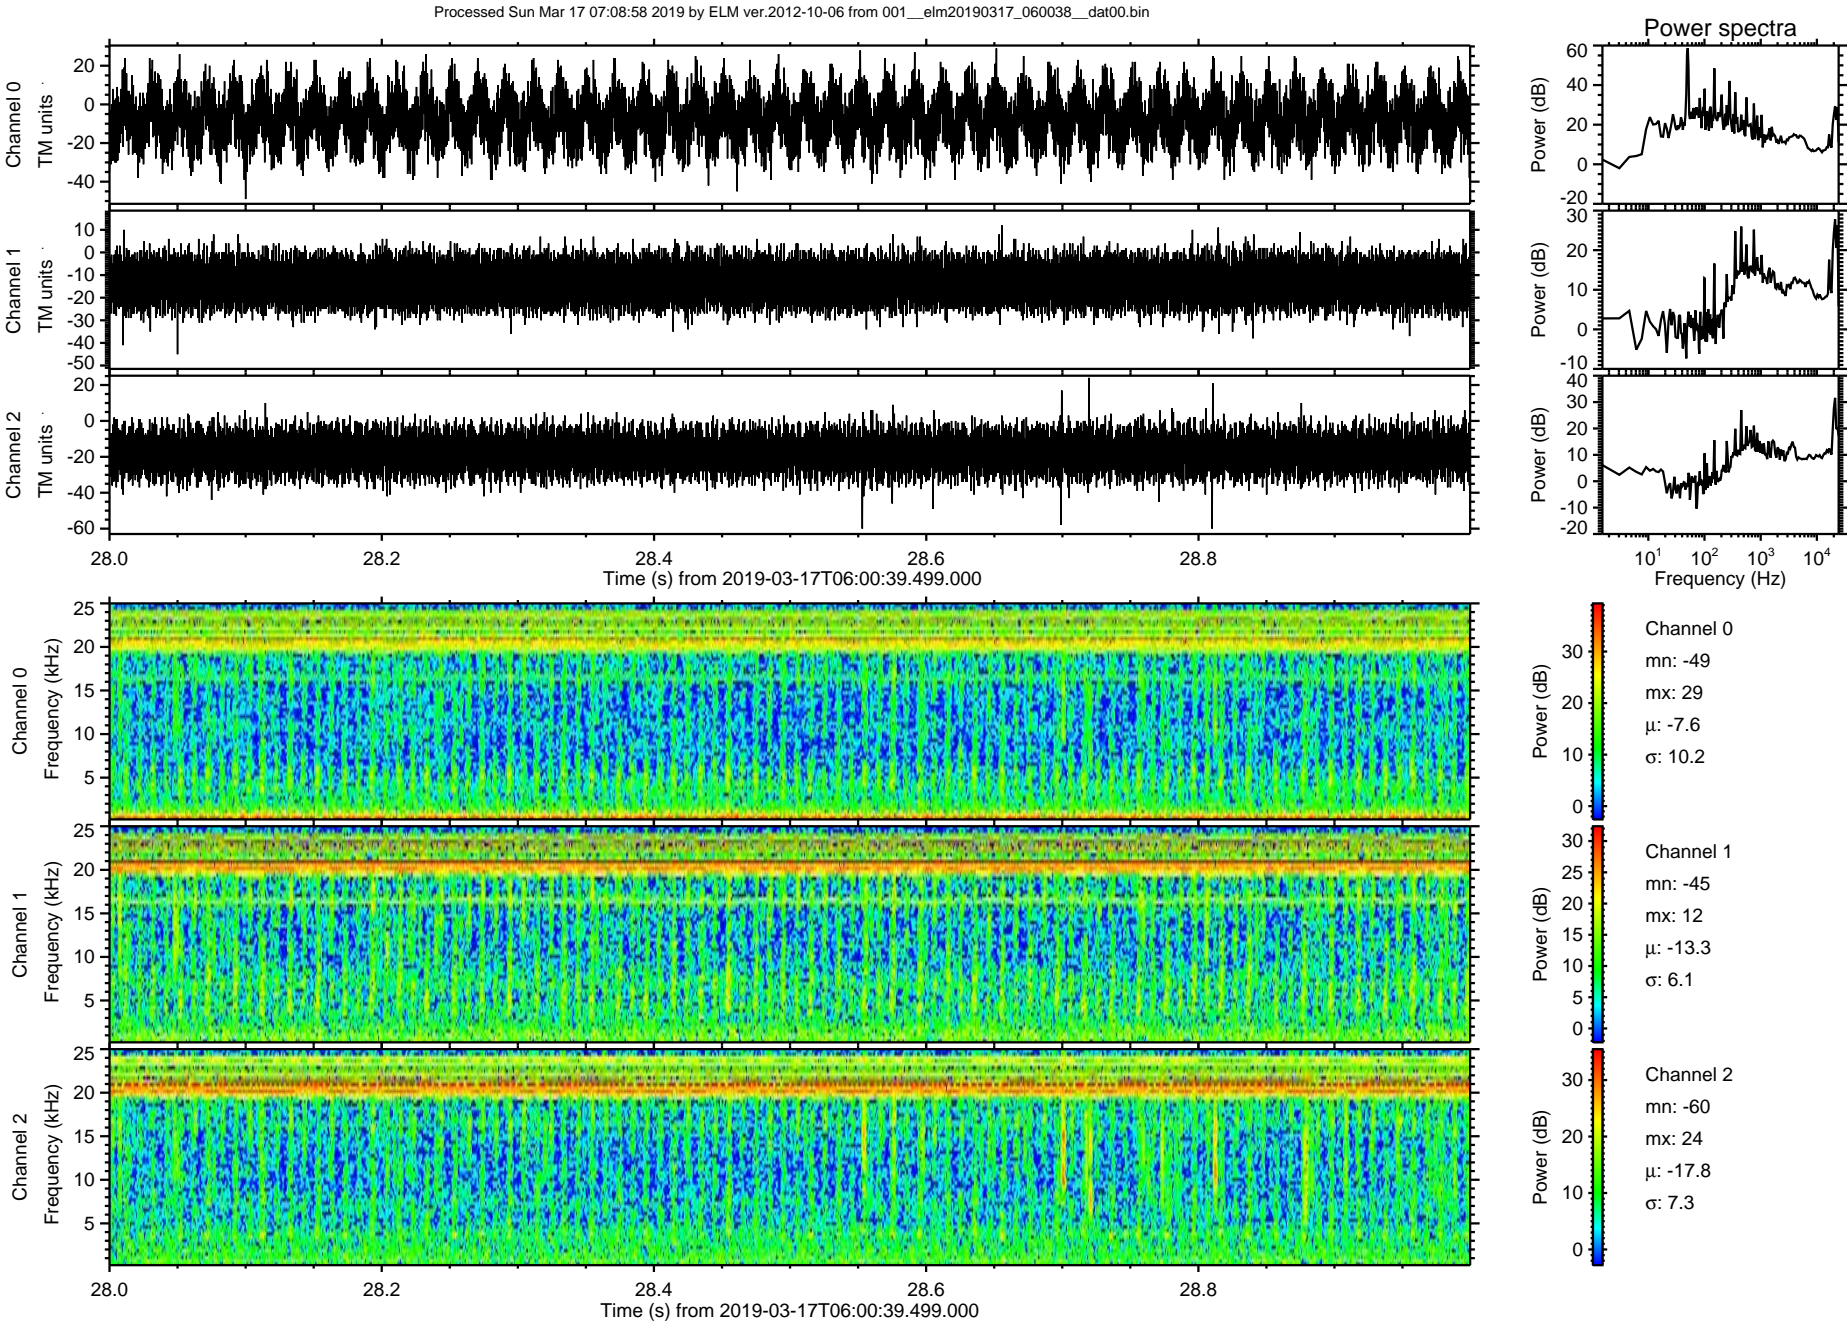 Processed Sun Mar 17 07:08:58 2019 by ELM ver.2012-10-06 from 001__elm20190317_060038__dat00.bin
Power spectra
Channel 0
TM units
20
0
-20
-40
Power (dB)
60
40
20
0
-20
Channel 1
TM units
10
0
-10
-20
-30
-40
-50
Power (dB)
30
20
10
0
-10
Channel 2
TM units
20
0
-20
-40
-60
Power (dB)
40
30
20
10
0
-10
-20
28.0 28.2 28.4 28.6 28.8
Time (s) from 2019-03-17T06:00:39.499.000
10^1 10^2 10^3 10^4
Frequency (Hz)
Channel 0
Frequency (kHz)
25
20
15
10
5
Power (dB)
30
20
10
0
Channel 0
mn: -49
mx: 29
μ: -7.6
σ: 10.2
Channel 1
Frequency (kHz)
25
20
15
10
5
Power (dB)
30
25
20
15
10
5
0
Channel 1
mn: -45
mx: 12
μ: -13.3
σ: 6.1
Channel 2
Frequency (kHz)
25
20
15
10
5
Power (dB)
30
20
10
0
Channel 2
mn: -60
mx: 24
μ: -17.8
σ: 7.3
28.0 28.2 28.4 28.6 28.8
Time (s) from 2019-03-17T06:00:39.499.000